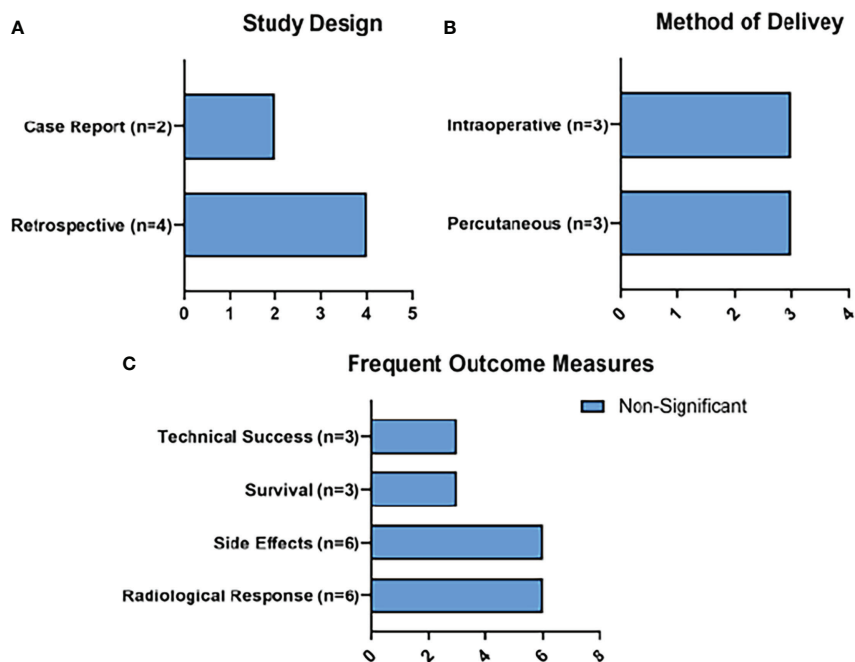 A
Study Design
Case Report (n=2)
Retrospective (n=4)
0 1 2 3 4 5
B
Method of Delivey
Intraoperative (n=3)
Percutaneous (n=3)
0 1 2 3 4
C
Frequent Outcome Measures
Non-Significant
Technical Success (n=3)
Survival (n=3)
Side Effects (n=6)
Radiological Response (n=6)
0 2 4 6 8